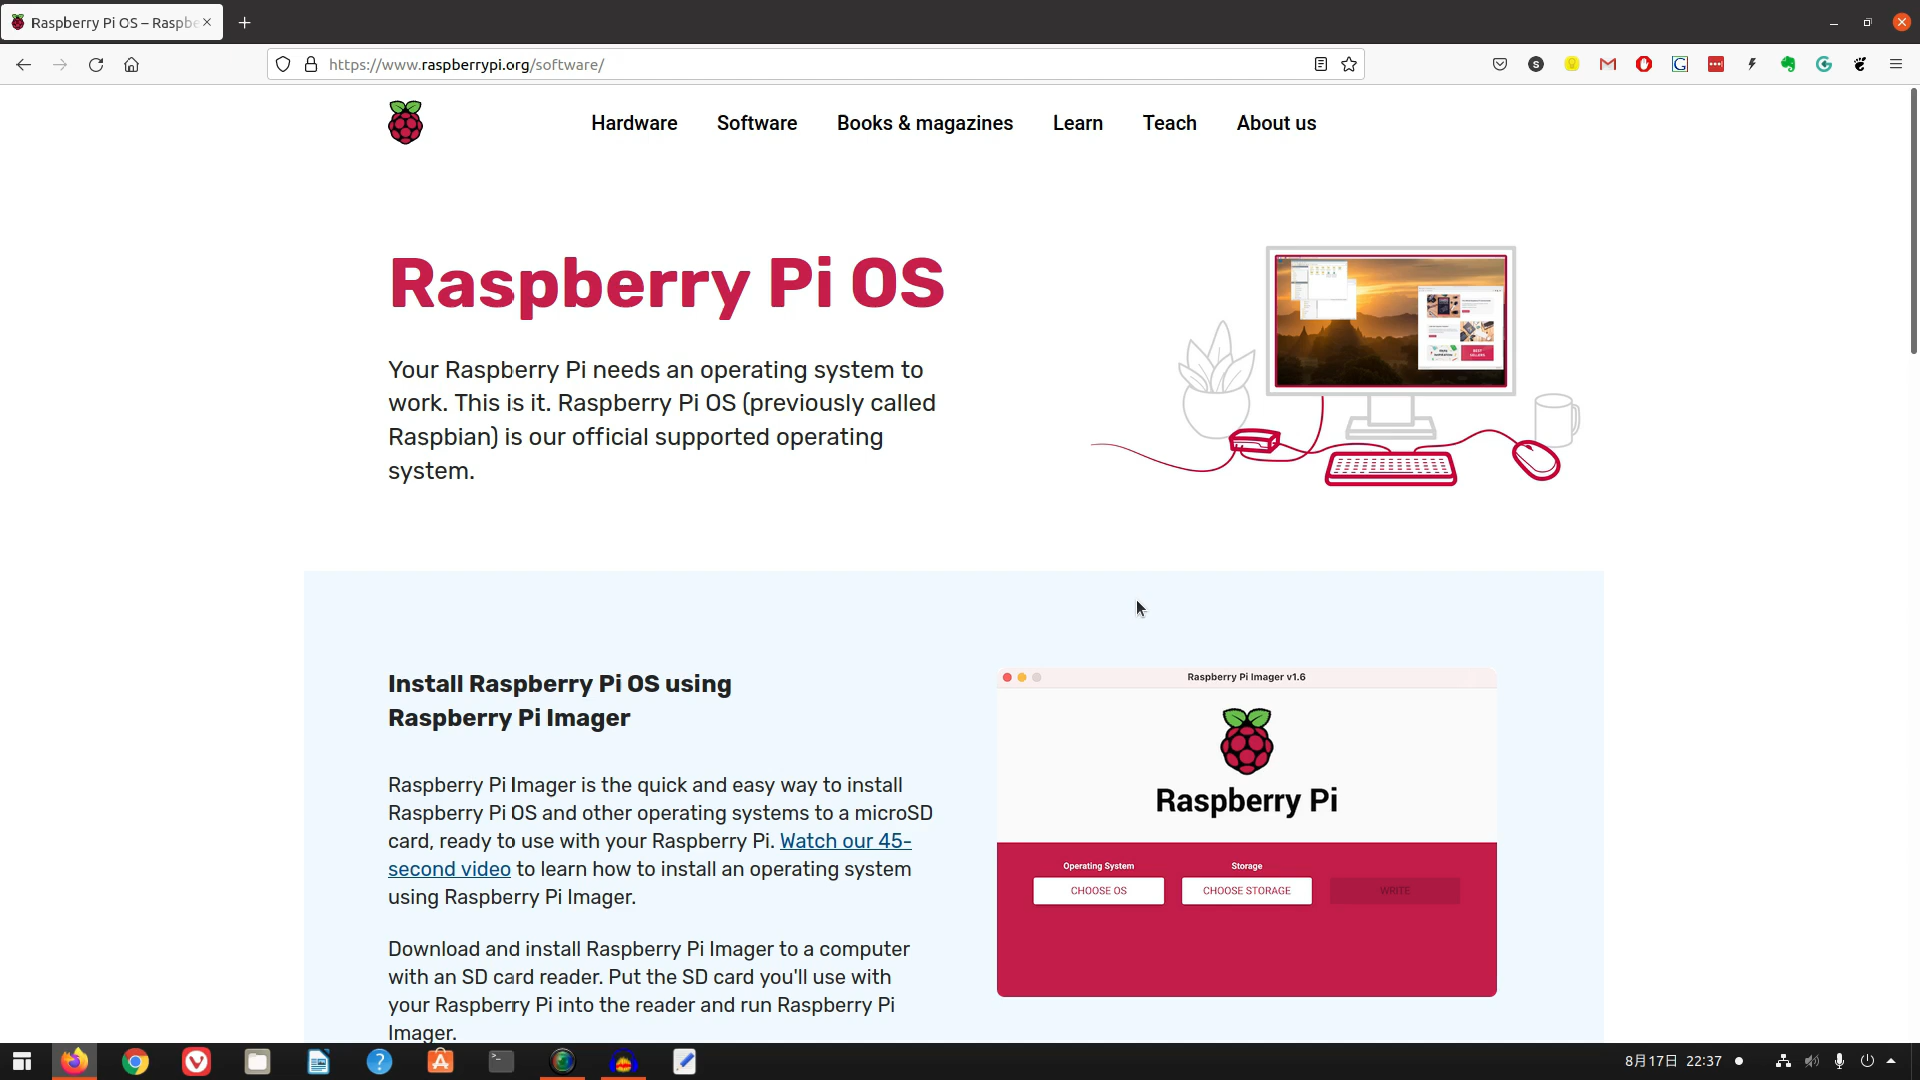 Raspberry Pi OS – Raspbe
https://www.raspberrypi.org/software/
Hardware
Software
Books & magazines
Learn
Teach
About us
Raspberry Pi OS
Your Raspberry Pi needs an operating system to
work. This is it. Raspberry Pi OS (previously called
Raspbian) is our official supported operating
system.
Install Raspberry Pi OS using
Raspberry Pi Imager
Raspberry Pi Imager is the quick and easy way to install
Raspberry Pi OS and other operating systems to a microSD
card, ready to use with your Raspberry Pi. Watch our 45-
second video to learn how to install an operating system
using Raspberry Pi Imager.
Download and install Raspberry Pi Imager to a computer
with an SD card reader. Put the SD card you'll use with
your Raspberry Pi into the reader and run Raspberry Pi
Imager.
Raspberry Pi Imager v1.6
Raspberry Pi
Operating System
Storage
CHOOSE OS
CHOOSE STORAGE
WRITE
8月17日 22:37